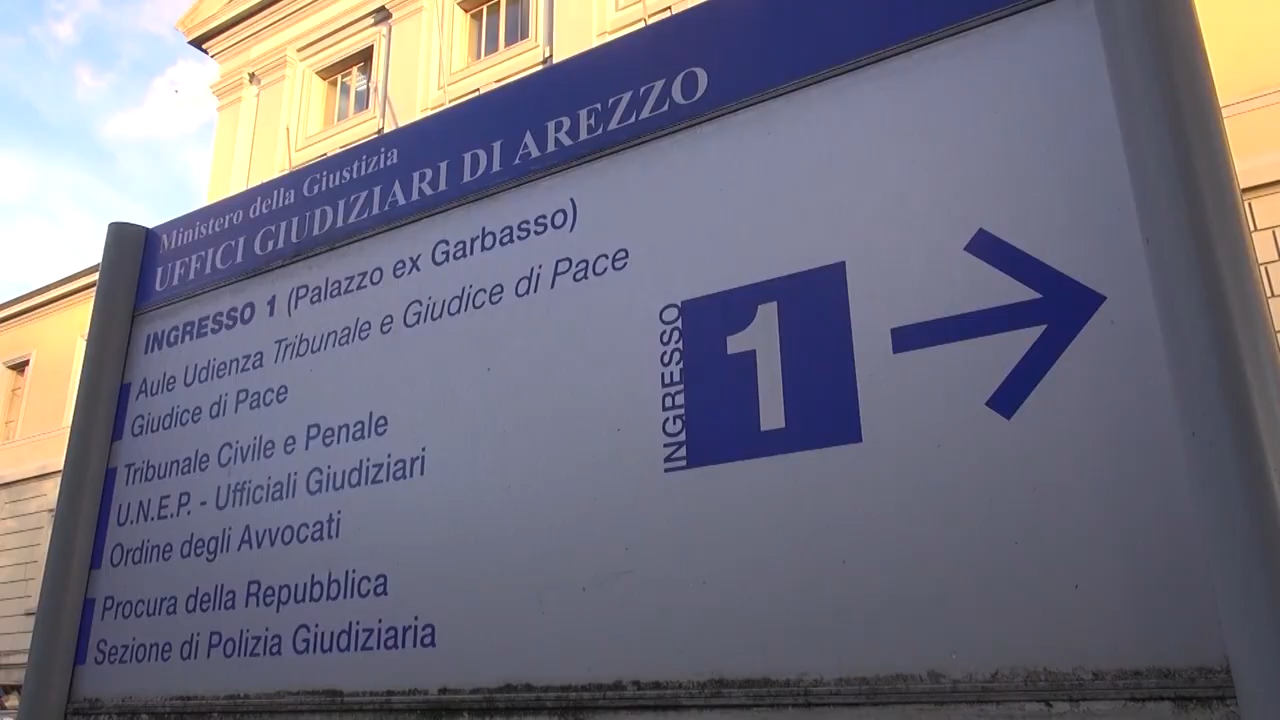 Ministero della Giustizia
UFFICI GIUDIZIARI DI AREZZO
INGRESSO 1 (Palazzo ex Garbasso)
Aule Udienza Tribunale e Giudice di Pace
Giudice di Pace
Tribunale Civile e Penale
U.N.E.P. - Ufficiali Giudiziari
Ordine degli Avvocati
Procura della Repubblica
Sezione di Polizia Giudiziaria
INGRESSO
1